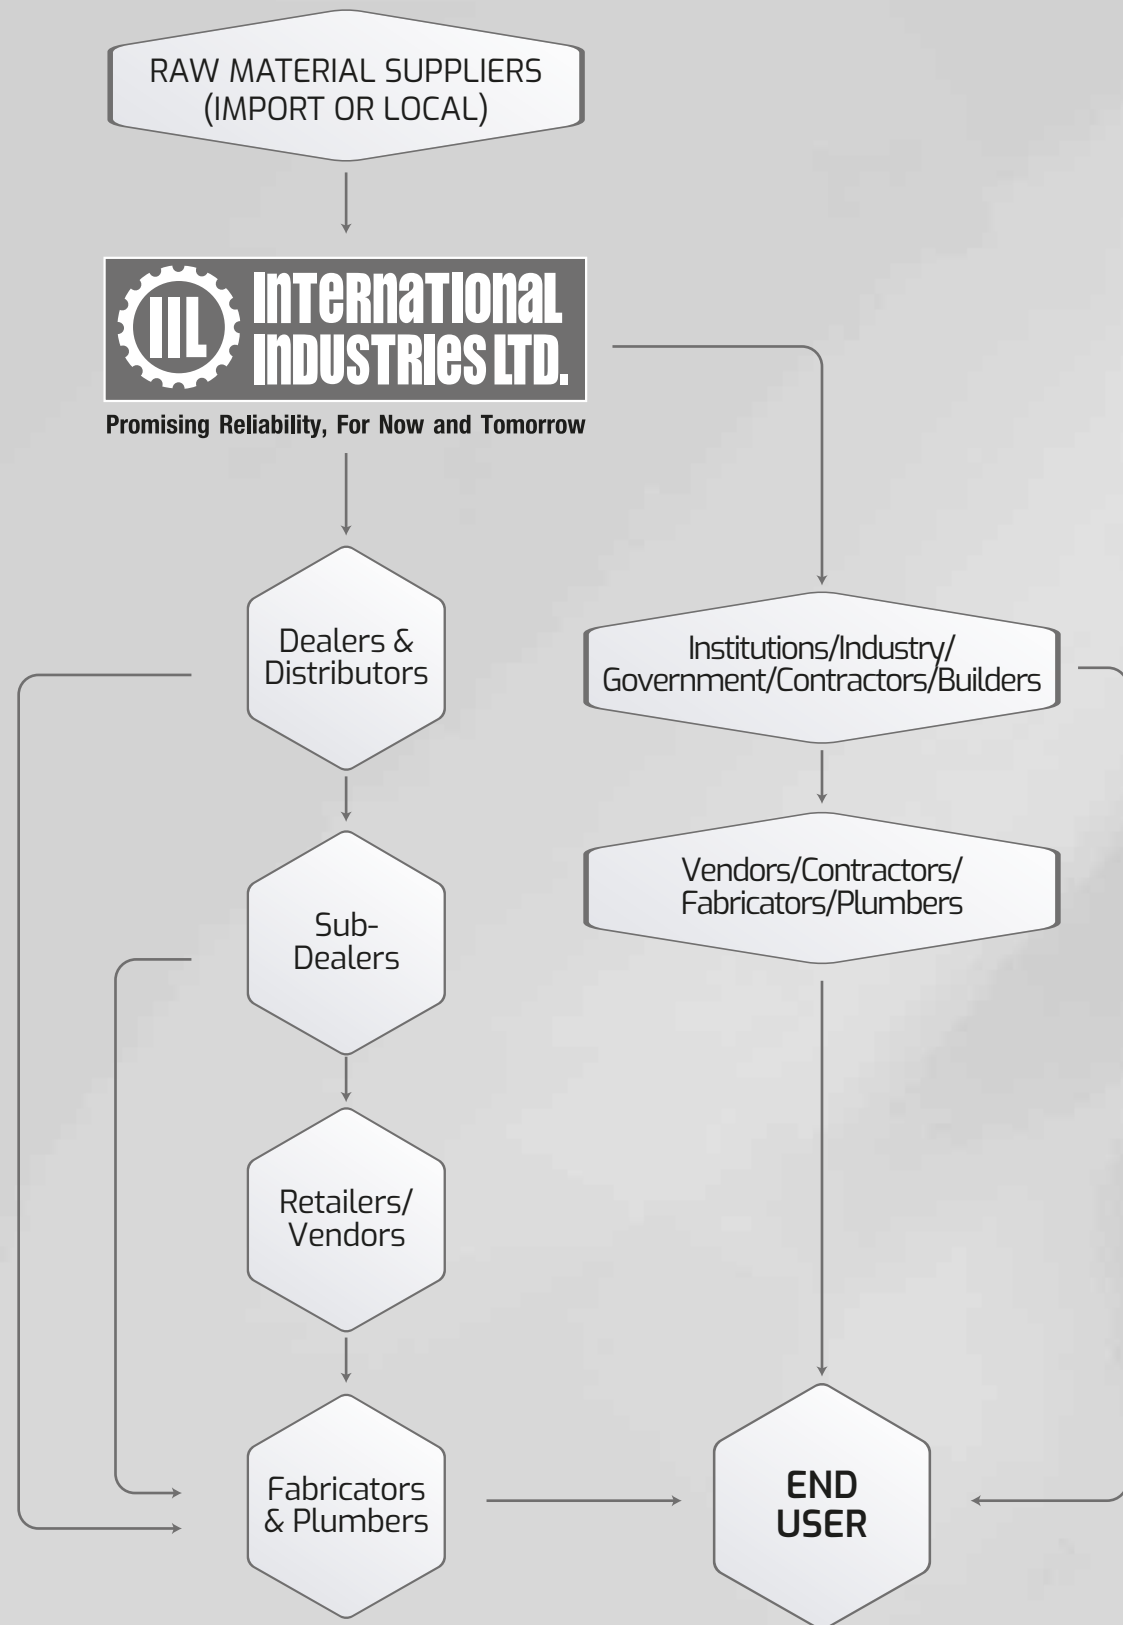 RAW MATERIAL SUPPLIERS
(IMPORT OR LOCAL)
IIL
InTeRnaTIonaL
InDUSTRIeS LTD.
Promising Reliability, For Now and Tomorrow
Dealers &
Distributors
Institutions/Industry/
Government/Contractors/Builders
Vendors/Contractors/
Fabricators/Plumbers
Sub-
Dealers
Retailers/
Vendors
Fabricators
& Plumbers
END
USER